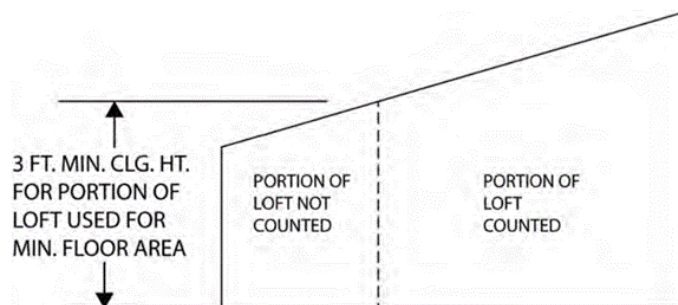 3 FT. MIN. CLG. HT.
FOR PORTION OF
LOFT USED FOR
MIN. FLOOR AREA
PORTION OF
LOFT NOT
COUNTED
PORTION OF
LOFT
COUNTED